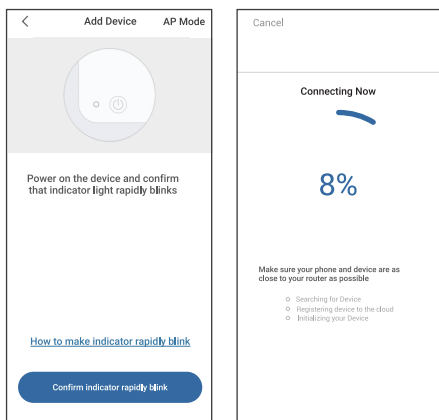 Add Device AP Mode
Power on the device and confirm
that indicator light rapidly blinks
How to make indicator rapidly blink
Confirm indicator rapidly blink
Cancel
Connecting Now
8%
Make sure your phone and device are as
close to your router as possible
Searching for Device
Registering device to the cloud
Initializing your Device